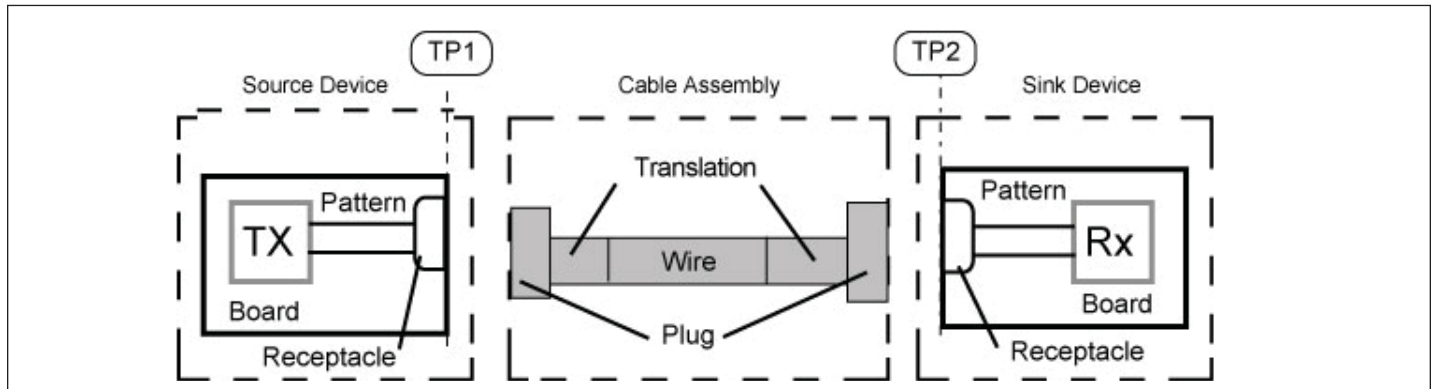 TP1
TP2
Source Device
Cable Assembly
Sink Device
Translation
Pattern
Pattern
TX
Wire
Rx
Board
Board
Plug
Receptacle
Receptacle